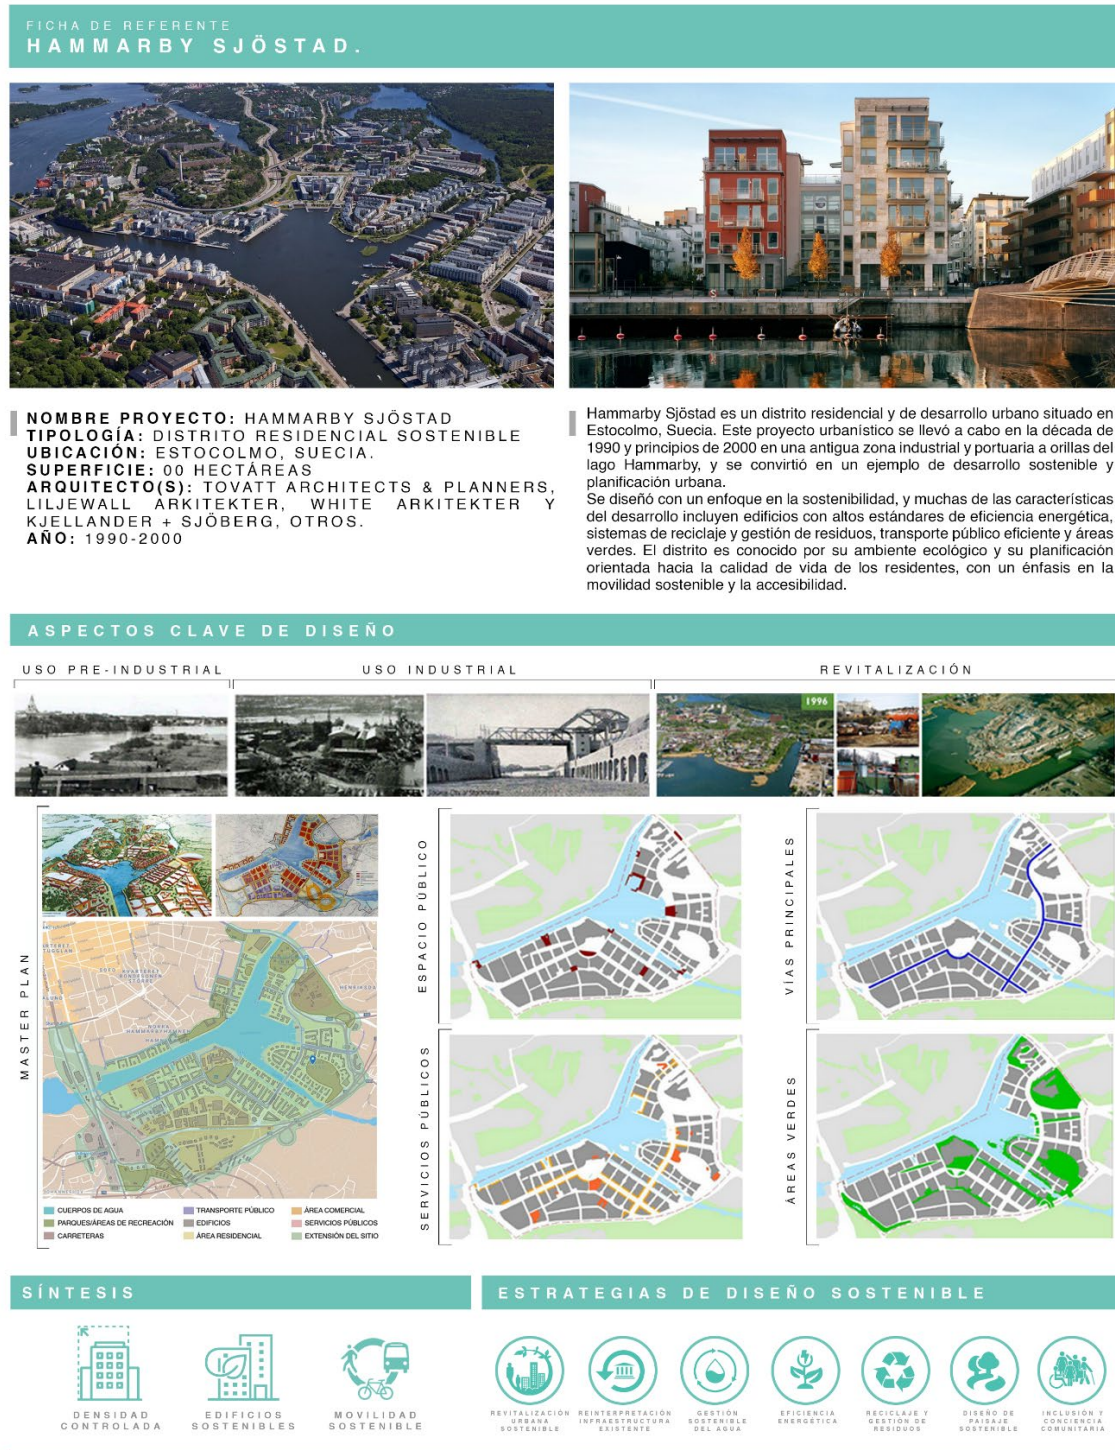 FICHA DE REFERENTE
HAMMARBY SJÖSTAD.
NOMBRE PROYECTO: HAMMARBY SJÖSTAD
TIPOLOGÍA: DISTRITO RESIDENCIAL SOSTENIBLE
UBICACIÓN: ESTOCOLMO, SUECIA.
SUPERFICIE: 00 HECTÁREAS
ARQUITECTO(S): TOVATT ARCHITECTS & PLANNERS,
LILJEWALL ARKITEKTER, WHITE ARKITEKTER Y
KJELLANDER + SJÖBERG, OTROS.
AÑO: 1990-2000
Hammarby Sjöstad es un distrito residencial y de desarrollo urbano situado en
Estocolmo, Suecia. Este proyecto urbanístico se llevó a cabo en la década de
1990 y principios de 2000 en una antigua zona industrial y portuaria a orillas del
lago Hammarby, y se convirtió en un ejemplo de desarrollo sostenible y
planificación urbana.
Se diseñó con un enfoque en la sostenibilidad, y muchas de las características
del desarrollo incluyen edificios con altos estándares de eficiencia energética,
sistemas de reciclaje y gestión de residuos, transporte público eficiente y áreas
verdes. El distrito es conocido por su ambiente ecológico y su planificación
orientada hacia la calidad de vida de los residentes, con un énfasis en la
movilidad sostenible y la accesibilidad.
ASPECTOS CLAVE DE DISEÑO
USO PRE-INDUSTRIAL
USO INDUSTRIAL
REVITALIZACIÓN
1996
MASTER PLAN
ESPACIO PÚBLICO
VÍAS PRINCIPALES
SERVICIOS PÚBLICOS
ÁREAS VERDES
CUERPOS DE AGUA
PARQUES/ÁREAS DE RECREACIÓN
CARRETERAS
TRANSPORTE PÚBLICO
EDIFICIOS
ÁREA RESIDENCIAL
ÁREA COMERCIAL
SERVICIOS PÚBLICOS
EXTENSIÓN DEL SITIO
SÍNTESIS
DENSIDAD
CONTROLADA
EDIFICIOS
SOSTENIBLES
MOVILIDAD
SOSTENIBLE
ESTRATEGIAS DE DISEÑO SOSTENIBLE
REVITALIZACIÓN
URBANA
SOSTENIBLE
REINTERPRETACIÓN
INFRAESTRUCTURA
EXISTENTE
GESTIÓN
SOSTENIBLE
DEL AGUA
EFICIENCIA
ENERGÉTICA
RECICLAJE Y
GESTIÓN DE
RESIDUOS
DISEÑO DE
PAISAJE
SOSTENIBLE
INCLUSIÓN Y
CONCIENCIA
COMUNITARIA